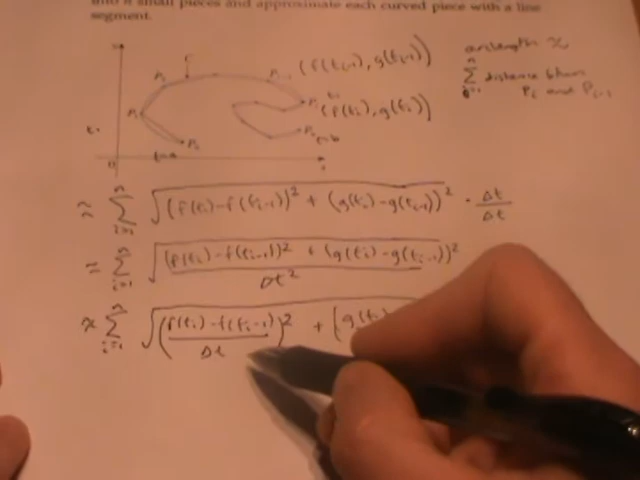 into n small pieces and approximate each curved piece with a line
segment.
(f(tᵢ₋₁), g(tᵢ₋₁))
arclength ≈
Σ distance btwn
Pᵢ and Pᵢ₋₁
(f(tᵢ), g(tᵢ))
t=b
t=a
≈ Σ √(f(tᵢ)-f(tᵢ₋₁))² + (g(tᵢ)-g(tᵢ₋₁))² · Δt/Δt
= Σ √(f(tᵢ)-f(tᵢ₋₁))² + (g(tᵢ)-g(tᵢ₋₁))²
Δt²
≈ Σ √(f(tᵢ)-f(tᵢ₋₁))² + (g(tᵢ)
Δt